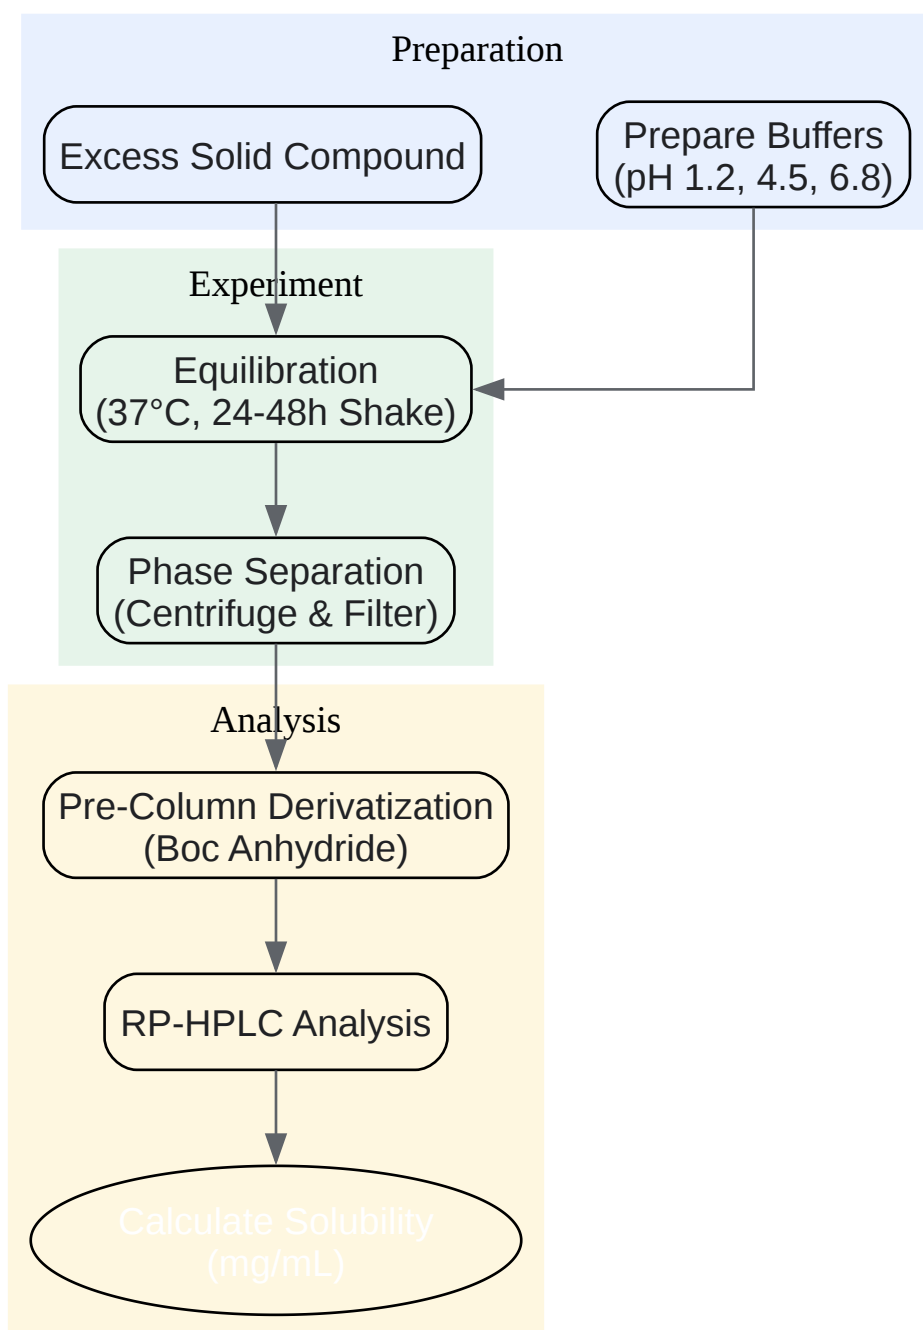 Preparation
Excess Solid Compound
Prepare Buffers
(pH 1.2, 4.5, 6.8)
Experiment
Equilibration
(37°C, 24-48h Shake)
Phase Separation
(Centrifuge & Filter)
Analysis
Pre-Column Derivatization
(Boc Anhydride)
RP-HPLC Analysis
Calculate Solubility
(mg/mL)